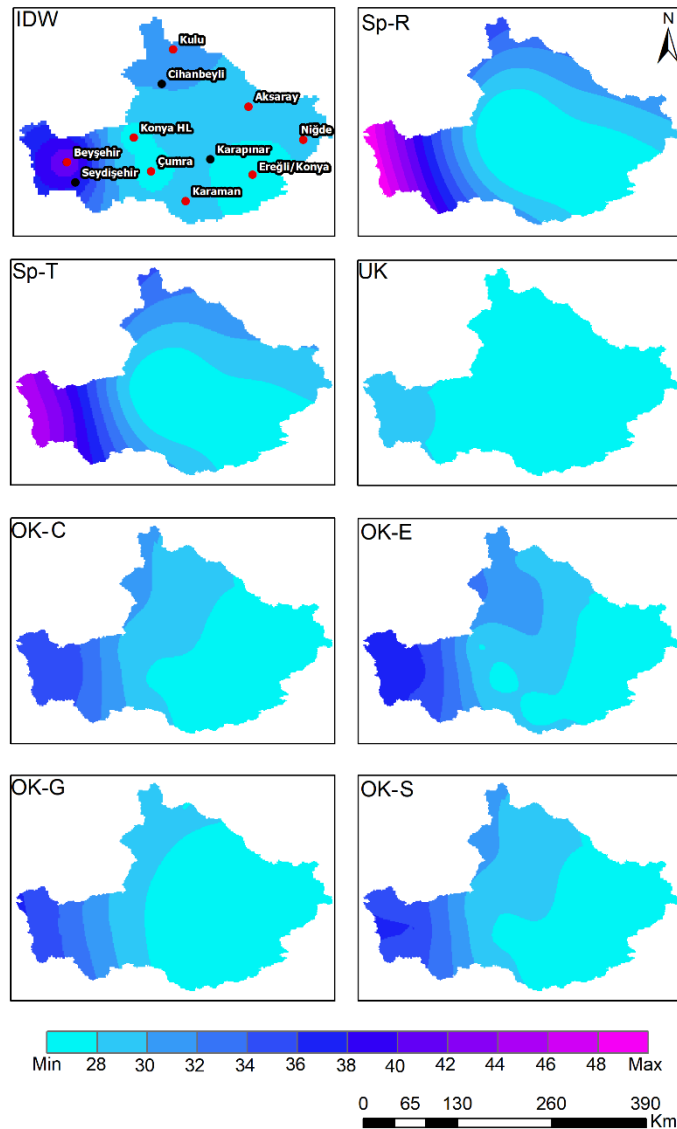 IDW
Kulu
Cihanbeyli
Aksaray
Konya HL
Niğde
Beyşehir
Karapınar
Çumra
Ereğli/Konya
Seydişehir
Karaman
Sp-R
N
Sp-T
UK
OK-C
OK-E
OK-G
OK-S
Min 28 30 32 34 36 38 40 42 44 46 48 Max
0 65 130 260 390
Km